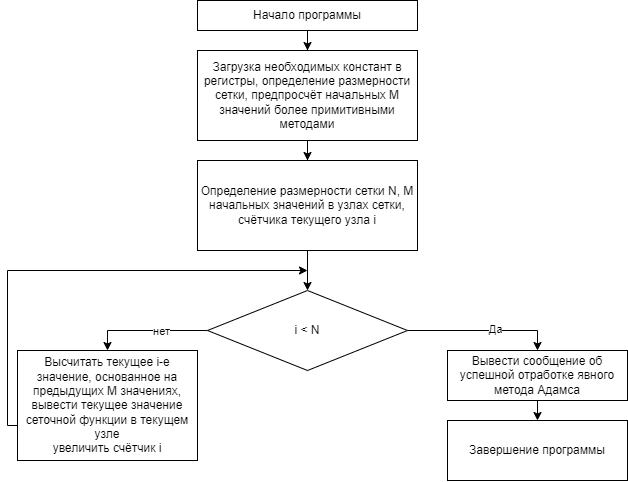 Начало программы
Загрузка необходимых констант в
регистры, определение размерности
сетки, предпросчёт начальных M
значений более примитивными
методами
Определение размерности сетки N, M
начальных значений в узлах сетки,
счётчика текущего узла i
i < N
нет
Да
Высчитать текущее i-е
значение, основанное на
предыдущих M значениях,
вывести текущее значение
сеточной функции в текущем
узле
увеличить счётчик i
Вывести сообщение об
успешной отработке явного
метода Адамса
Завершение программы